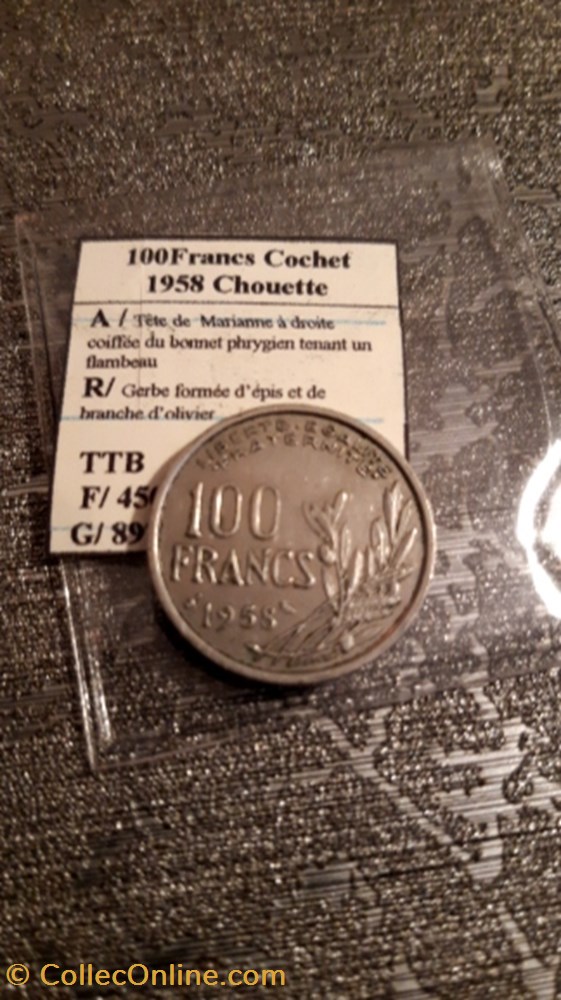 100Francs Cochet
1958 Chouette
A / Tête de Marianne à droite
coiffée du bonnet phrygien tenant un
flambeau
R/ Gerbe formée d'épis et de
branche d'olivier
TTB
F/ 45
G/ 89
LIBERTE EGALITE
FRATERNITE
100
FRANCS
1958
© CollecOnline.com